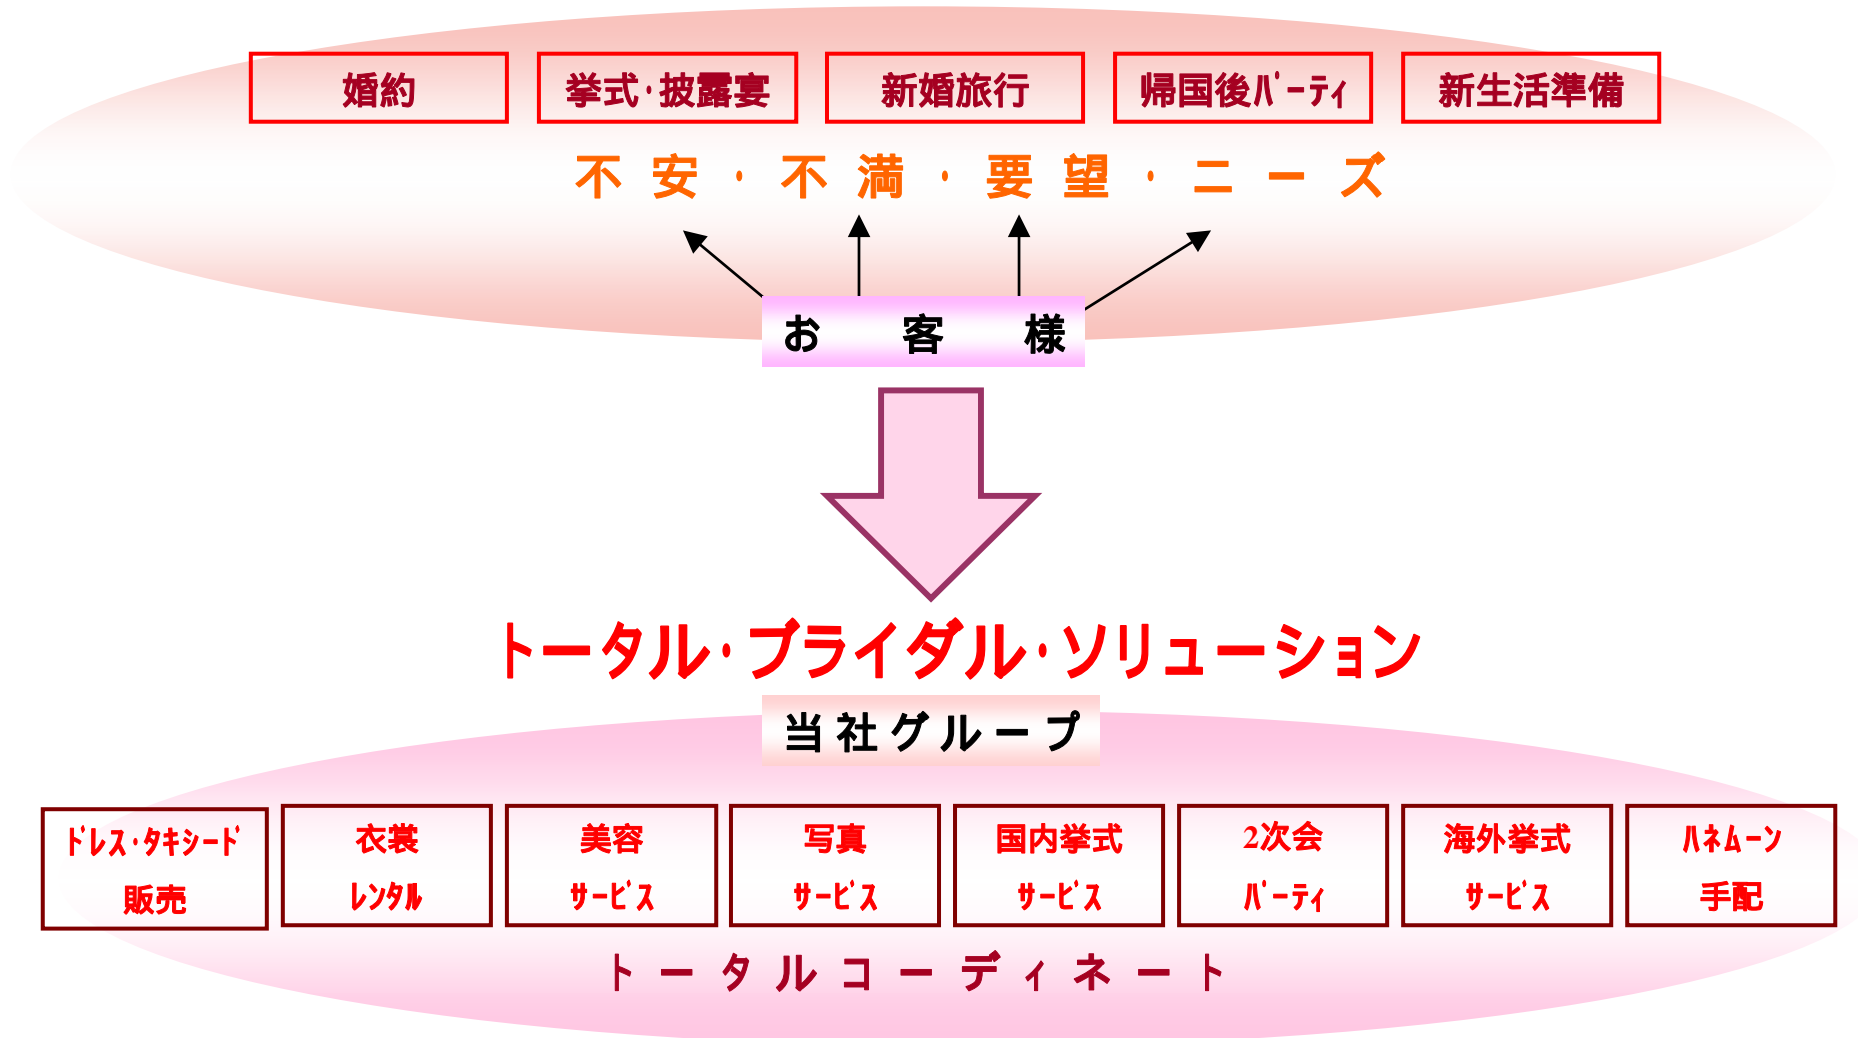 婚約
挙式･披露宴
新婚旅行
帰国後ﾊﾟｰﾃｨ
新生活準備
不安・不満・要望・ニーズ
お客様
トータル・ブライダル・ソリューション
当社グループ
ﾄﾞﾚｽ･ﾀｷｼｰﾄﾞ
販売
衣裳
ﾚﾝﾀﾙ
美容
ｻｰﾋﾞｽ
写真
ｻｰﾋﾞｽ
国内挙式
ｻｰﾋﾞｽ
2次会
ﾊﾟｰﾃｨ
海外挙式
ｻｰﾋﾞｽ
ﾊﾈﾑｰﾝ
手配
トータルコーディネート